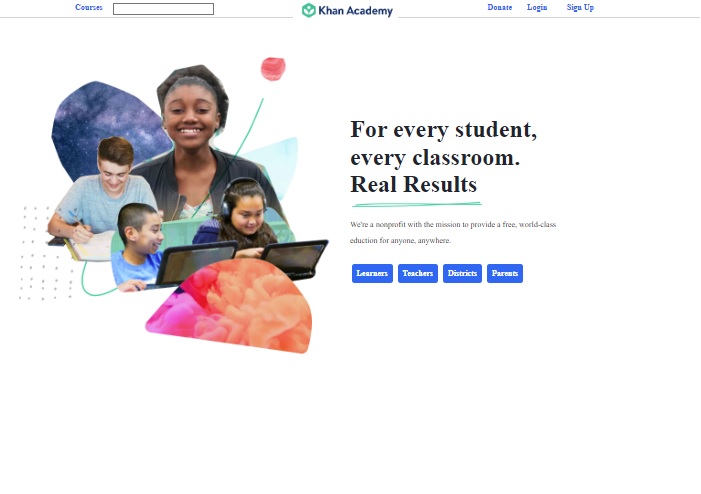 Courses
Khan Academy
Donate Login Sign Up
For every student,
every classroom.
Real Results
We're a nonprofit with the mission to provide a free, world-class
eduction for anyone, anywhere.
Learners Teachers Districts Parents